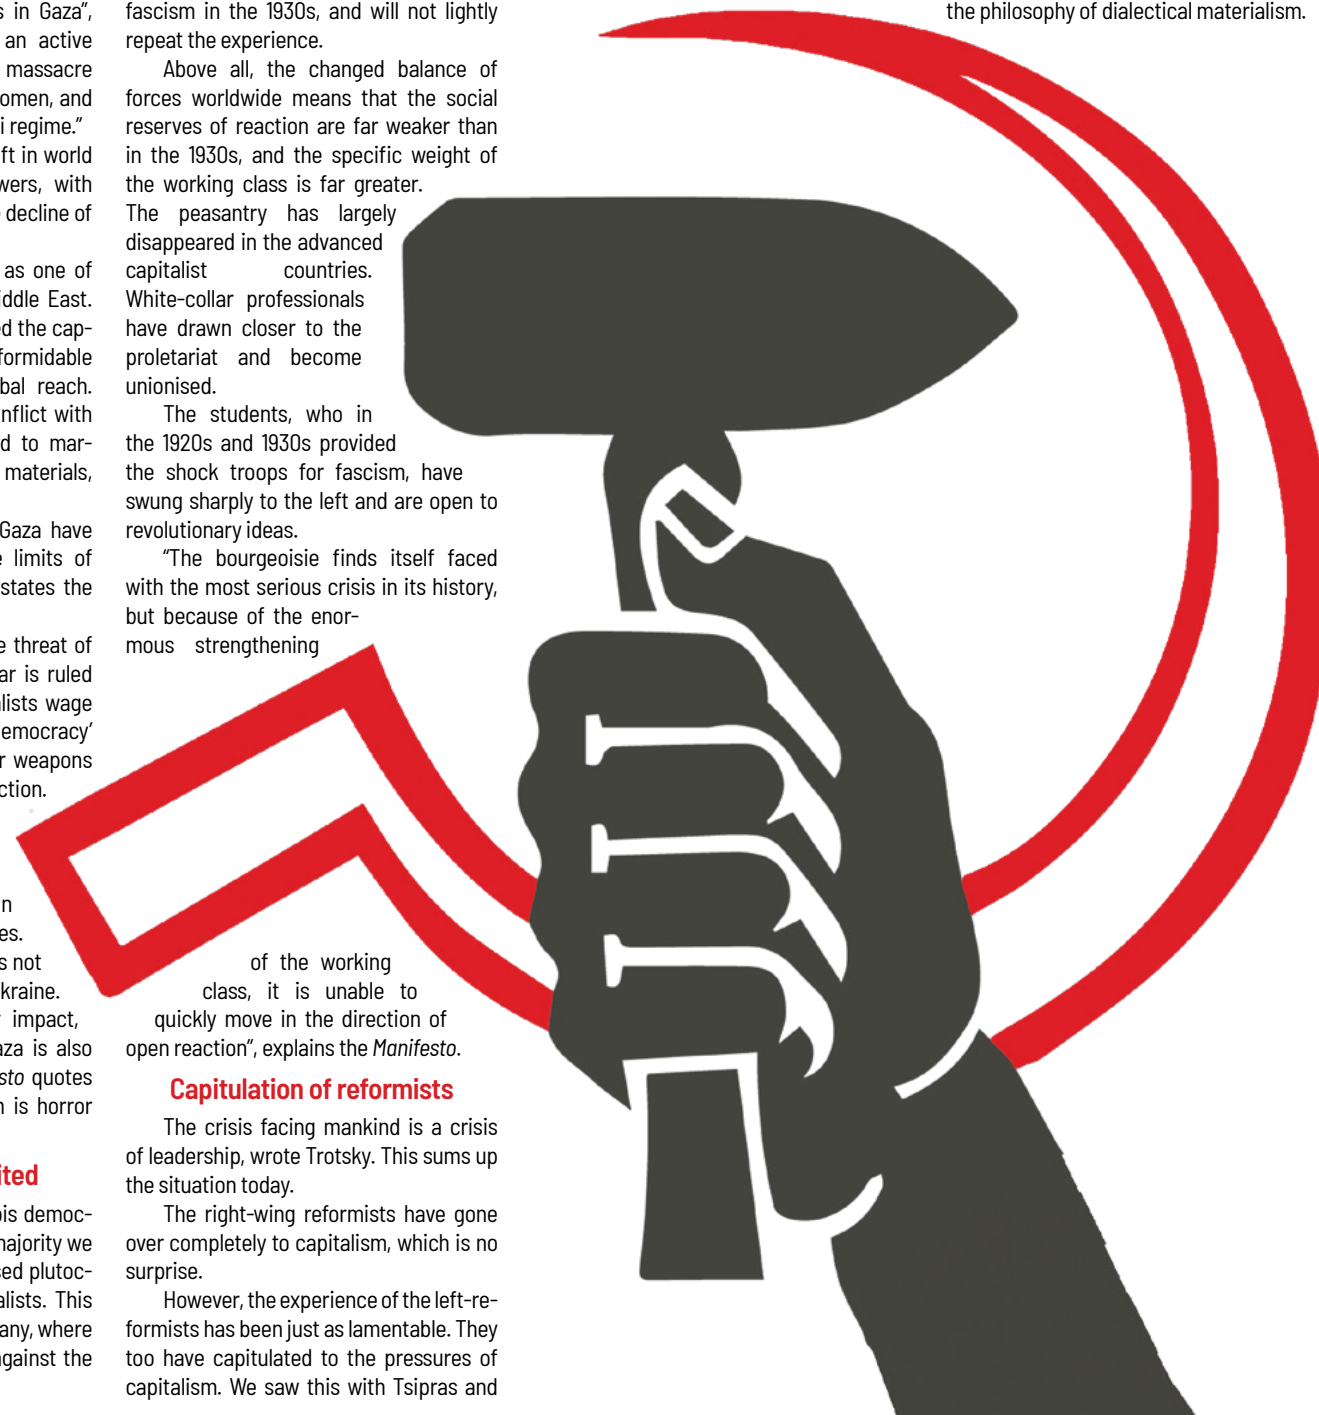 s in Gaza”,
an active
massacre
omen, and
i regime.”
ft in world
wers, with
decline of
as one of
iddle East.
ed the cap-
formidable
bal reach.
nflict with
d to mar-
materials,
Gaza have
e limits of
states the
e threat of
ar is ruled
alists wage
emocracy’
r weapons
ction.
n
es.
s not
kraine.
impact,
aza is also
sto quotes
n is horror
ited
ois democ-
majority we
sed plutoc-
alists. This
any, where
against the
fascism in the 1930s, and will not lightly
repeat the experience.
Above all, the changed balance of
forces worldwide means that the social
reserves of reaction are far weaker than
in the 1930s, and the specific weight of
the working class is far greater.
The peasantry has largely
disappeared in the advanced
capitalist countries.
White-collar professionals
have drawn closer to the
proletariat and become
unionised.
The students, who in
the 1920s and 1930s provided
the shock troops for fascism, have
swung sharply to the left and are open to
revolutionary ideas.
“The bourgeoisie finds itself faced
with the most serious crisis in its history,
but because of the enor-
mous strengthening
of the working
class, it is unable to
quickly move in the direction of
open reaction”, explains the Manifesto.
Capitulation of reformists
The crisis facing mankind is a crisis
of leadership, wrote Trotsky. This sums up
the situation today.
The right-wing reformists have gone
over completely to capitalism, which is no
surprise.
However, the experience of the left-re-
formists has been just as lamentable. They
too have capitulated to the pressures of
capitalism. We saw this with Tsipras and
the philosophy of dialectical materialism.